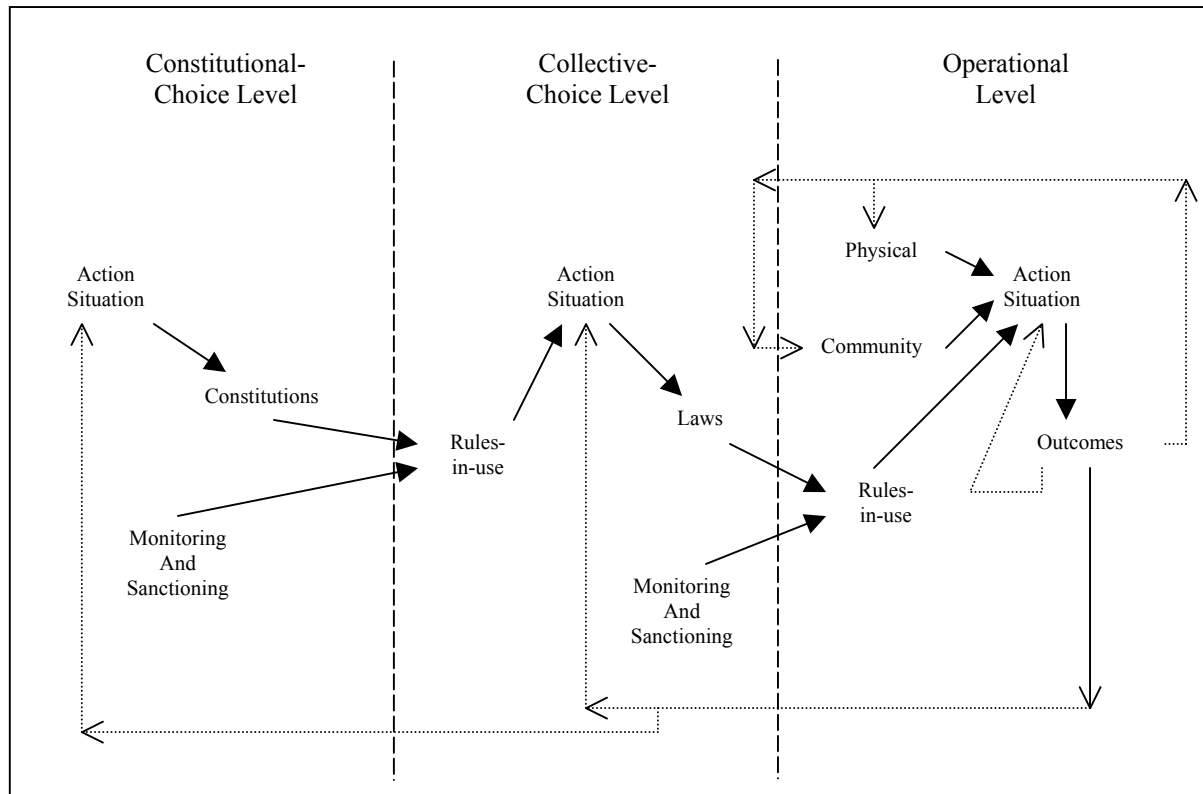 Constitutional-
Choice Level
Collective-
Choice Level
Operational
Level
Physical
Action
Situation
Action
Situation
Action
Situation
Community
Constitutions
Laws
Rules-
in-use
Outcomes
Rules-
in-use
Monitoring
And
Sanctioning
Monitoring
And
Sanctioning